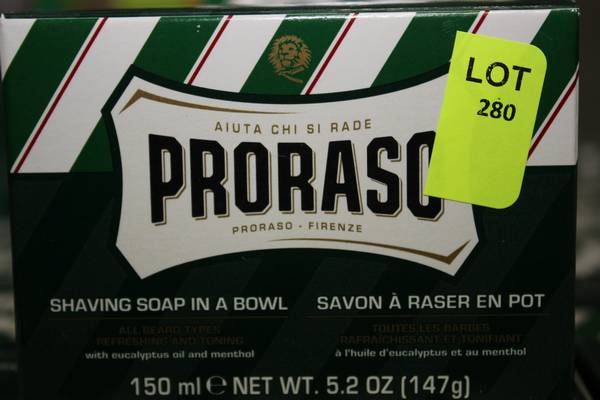 LOT
280
AIUTA CHI SI RADE
PRORASO
PRORASO - FIRENZE
SHAVING SOAP IN A BOWL
ALL BEARD TYPES
REFRESHING AND TONING
with eucalyptus oil and menthol
SAVON À RASER EN POT
TOUTES LES BARBES
RAFRAÎCHISSANT ET TONIFIANT
à l'huile d'eucalyptus et au menthol
150 ml ℮ NET WT. 5.2 OZ (147g)